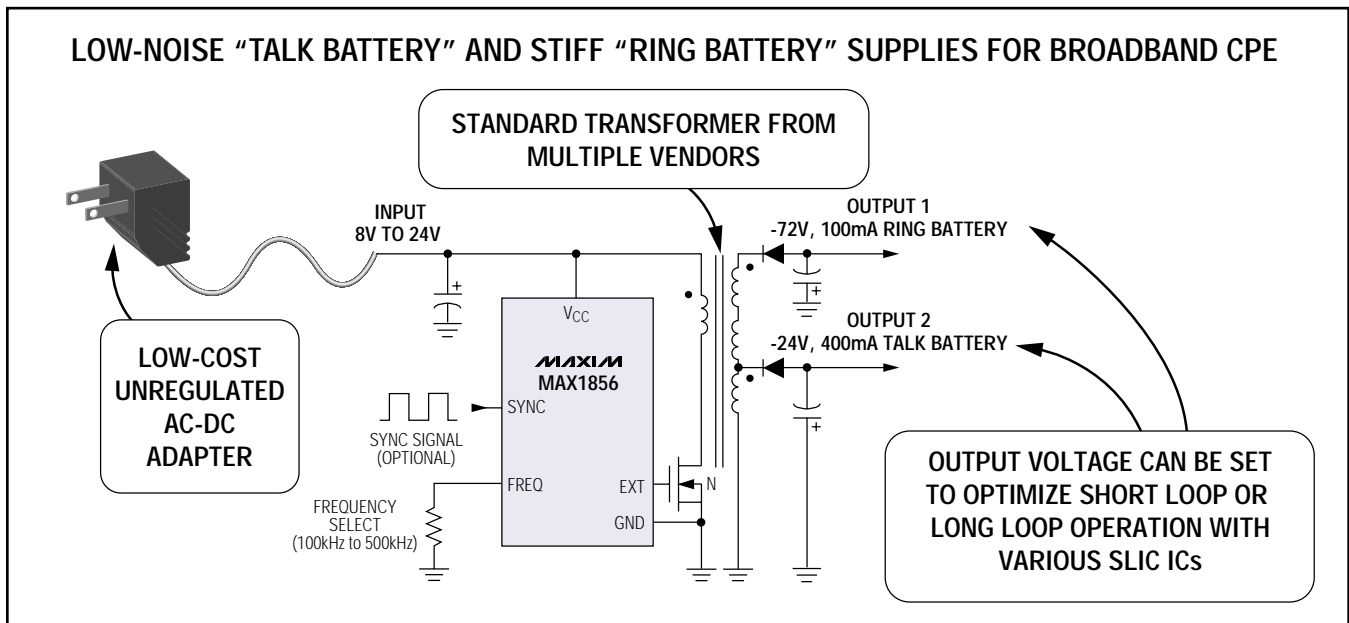 LOW-NOISE “TALK BATTERY” AND STIFF “RING BATTERY” SUPPLIES FOR BROADBAND CPE
STANDARD TRANSFORMER FROM
MULTIPLE VENDORS
INPUT
8V TO 24V
OUTPUT 1
-72V, 100mA RING BATTERY
+
+
VCC
LOW-COST
UNREGULATED
AC-DC
ADAPTER
MAXIM
MAX1856
OUTPUT 2
-24V, 400mA TALK BATTERY
SYNC
+
SYNC SIGNAL
(OPTIONAL)
FREQ
EXT
N
GND
FREQUENCY
SELECT
(100kHz to 500kHz)
OUTPUT VOLTAGE CAN BE SET
TO OPTIMIZE SHORT LOOP OR
LONG LOOP OPERATION WITH
VARIOUS SLIC ICs